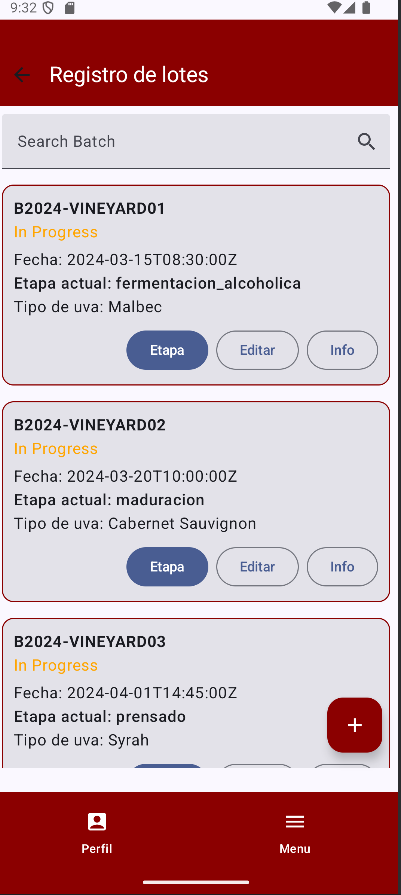 9:32
Registro de lotes
Search Batch
B2024-VINEYARD01
In Progress
Fecha: 2024-03-15T08:30:00Z
Etapa actual: fermentacion_alcoholica
Tipo de uva: Malbec
Etapa Editar Info
B2024-VINEYARD02
In Progress
Fecha: 2024-03-20T10:00:00Z
Etapa actual: maduracion
Tipo de uva: Cabernet Sauvignon
Etapa Editar Info
B2024-VINEYARD03
In Progress
Fecha: 2024-04-01T14:45:00Z
Etapa actual: prensado
Tipo de uva: Syrah
+
Perfil Menu